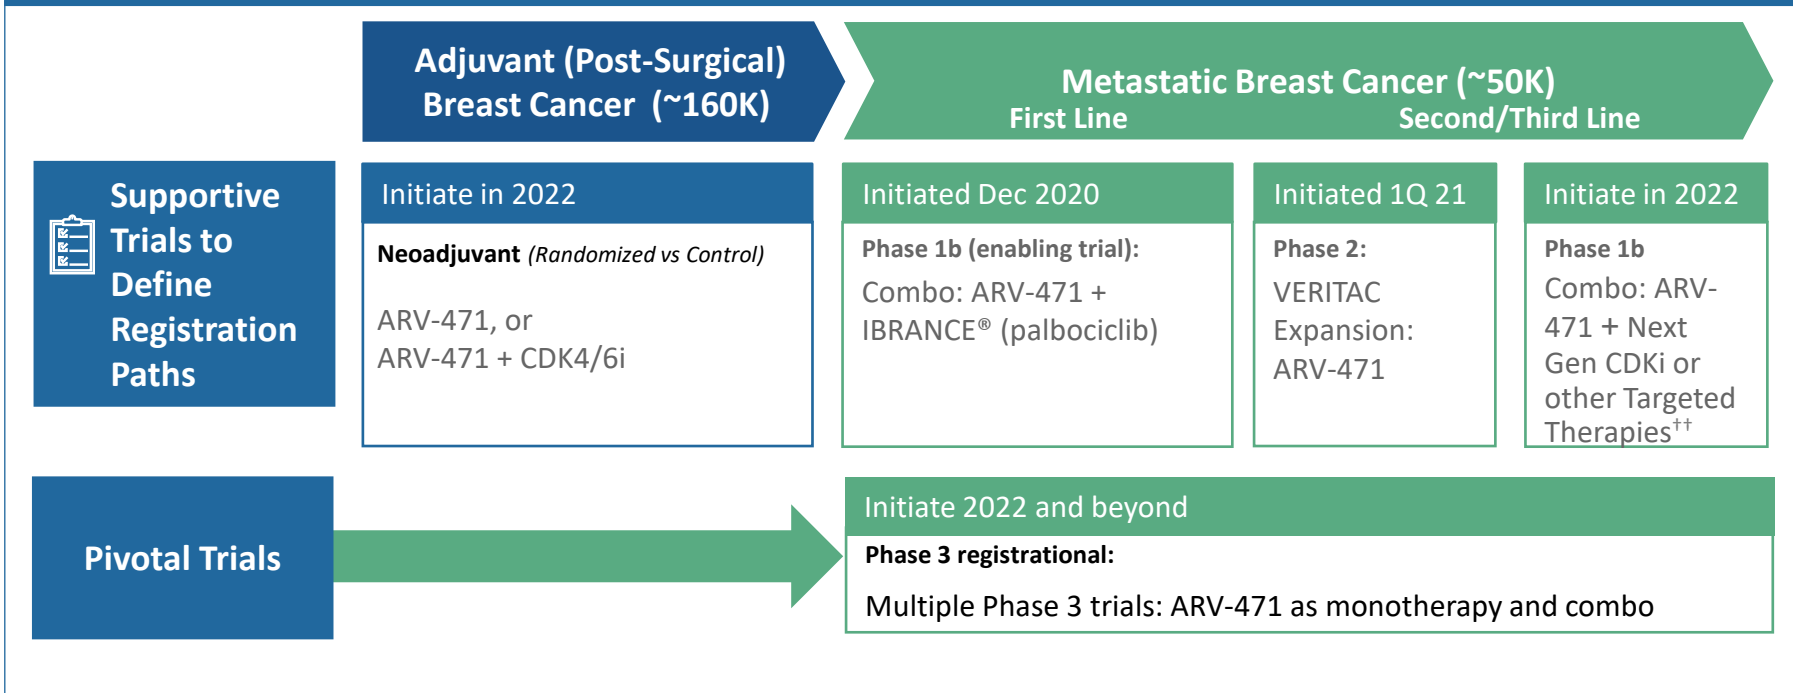 Adjuvant (Post-Surgical)
Breast Cancer (~160K)
Metastatic Breast Cancer (~50K)
First Line
Second/Third Line
Supportive
Trials to
Define
Registration
Paths
Initiate in 2022
Neoadjuvant (Randomized vs Control)
ARV-471, or
ARV-471 + CDK4/6i
Initiated Dec 2020
Phase 1b (enabling trial):
Combo: ARV-471 +
IBRANCE® (palbociclib)
Initiated 1Q 21
Phase 2:
VERITAC
Expansion:
ARV-471
Initiate in 2022
Phase 1b
Combo: ARV-
471 + Next
Gen CDKi or
other Targeted
Therapies††
Pivotal Trials
Initiate 2022 and beyond
Phase 3 registrational:
Multiple Phase 3 trials: ARV-471 as monotherapy and combo